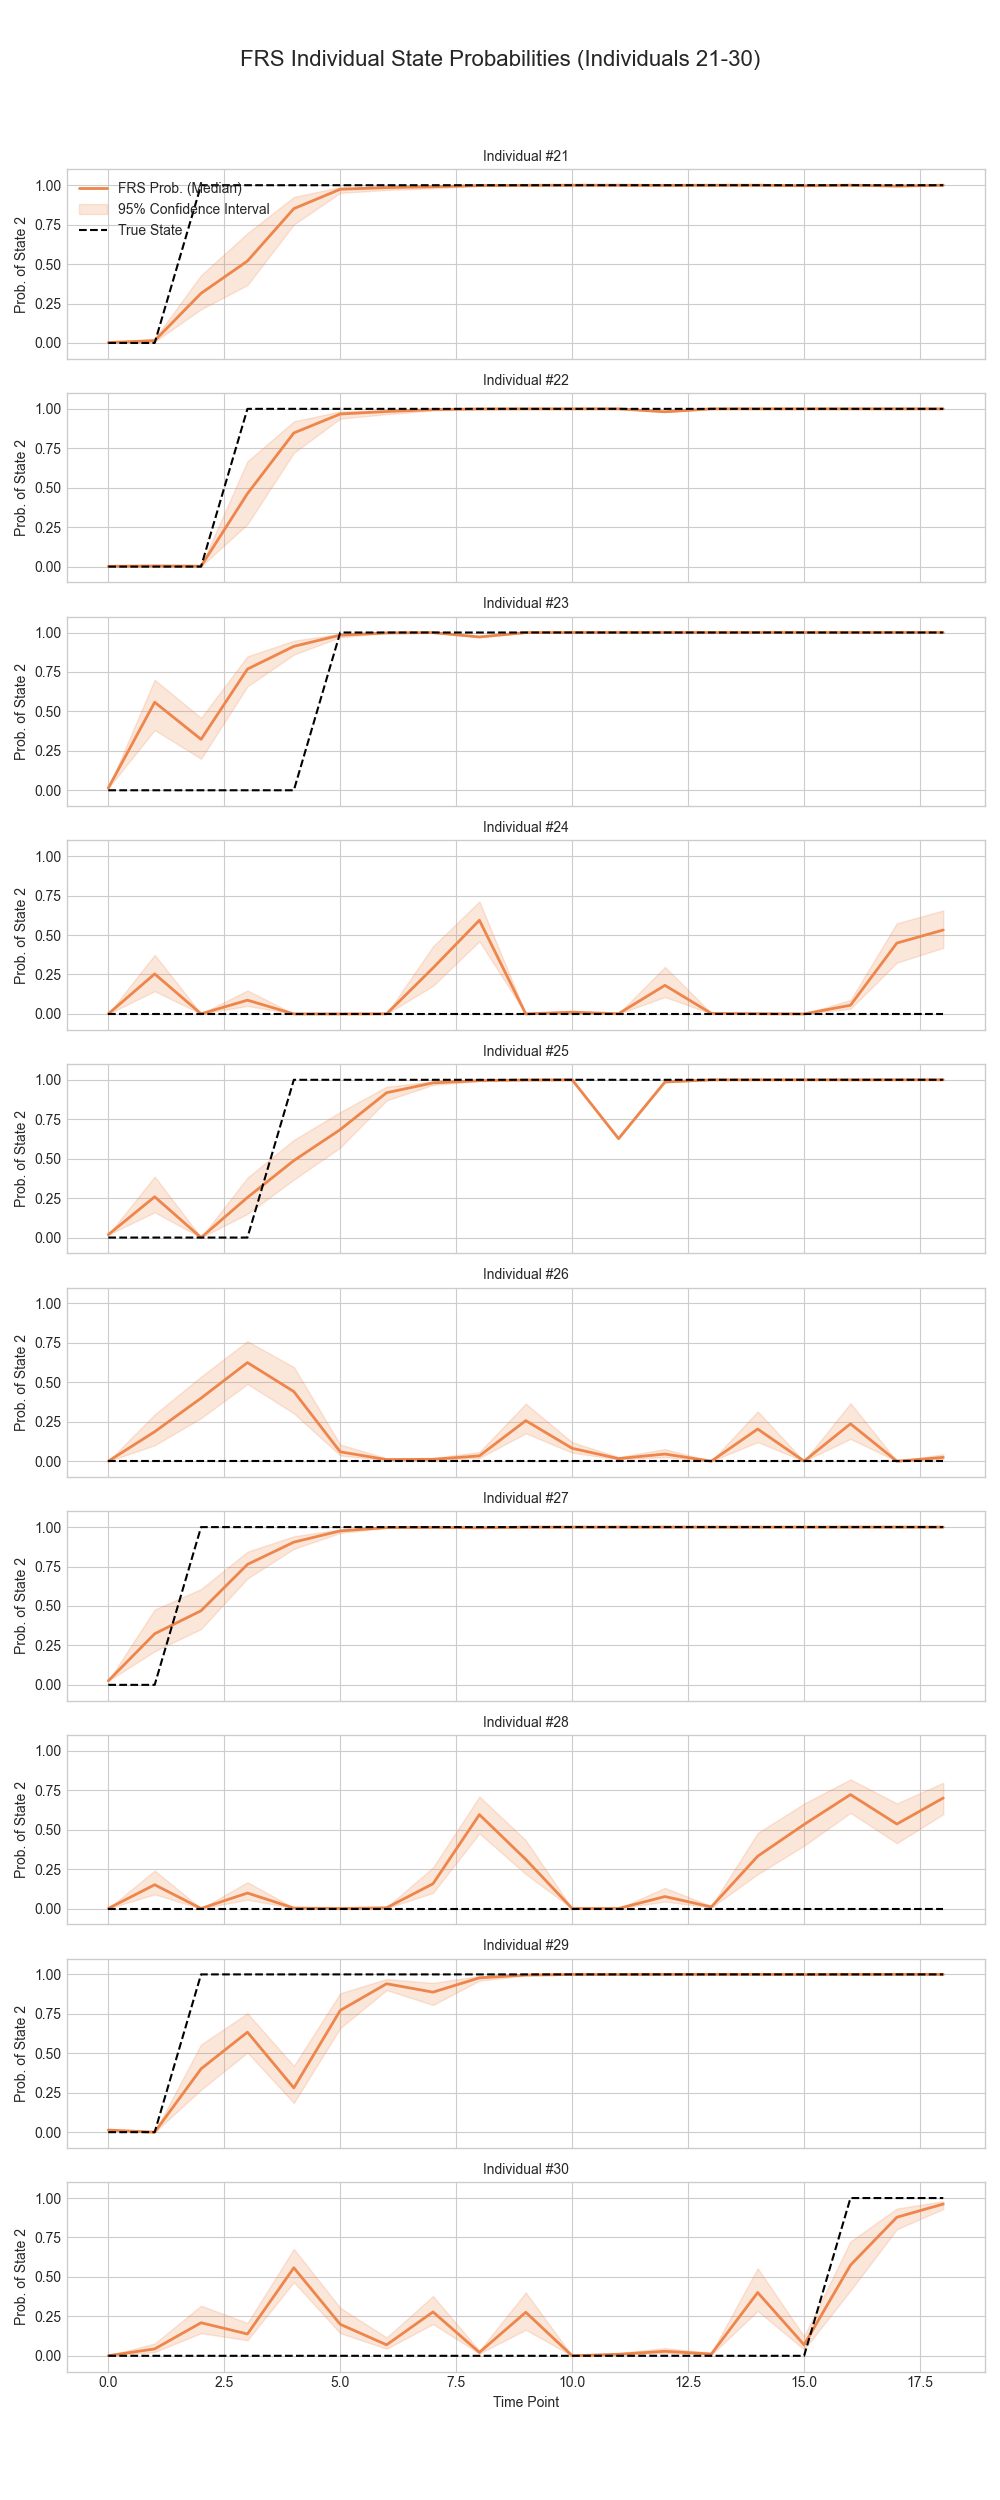 FRS Individual State Probabilities (Individuals 21-30)
Individual #21
FRS Prob. (Median)
95% Confidence Interval
True State
Prob. of State 2
1.00
0.75
0.50
0.25
0.00
Individual #22
Prob. of State 2
1.00
0.75
0.50
0.25
0.00
Individual #23
Prob. of State 2
1.00
0.75
0.50
0.25
0.00
Individual #24
Prob. of State 2
1.00
0.75
0.50
0.25
0.00
Individual #25
Prob. of State 2
1.00
0.75
0.50
0.25
0.00
Individual #26
Prob. of State 2
1.00
0.75
0.50
0.25
0.00
Individual #27
Prob. of State 2
1.00
0.75
0.50
0.25
0.00
Individual #28
Prob. of State 2
1.00
0.75
0.50
0.25
0.00
Individual #29
Prob. of State 2
1.00
0.75
0.50
0.25
0.00
Individual #30
Prob. of State 2
1.00
0.75
0.50
0.25
0.00
0.0 2.5 5.0 7.5 10.0 12.5 15.0 17.5
Time Point